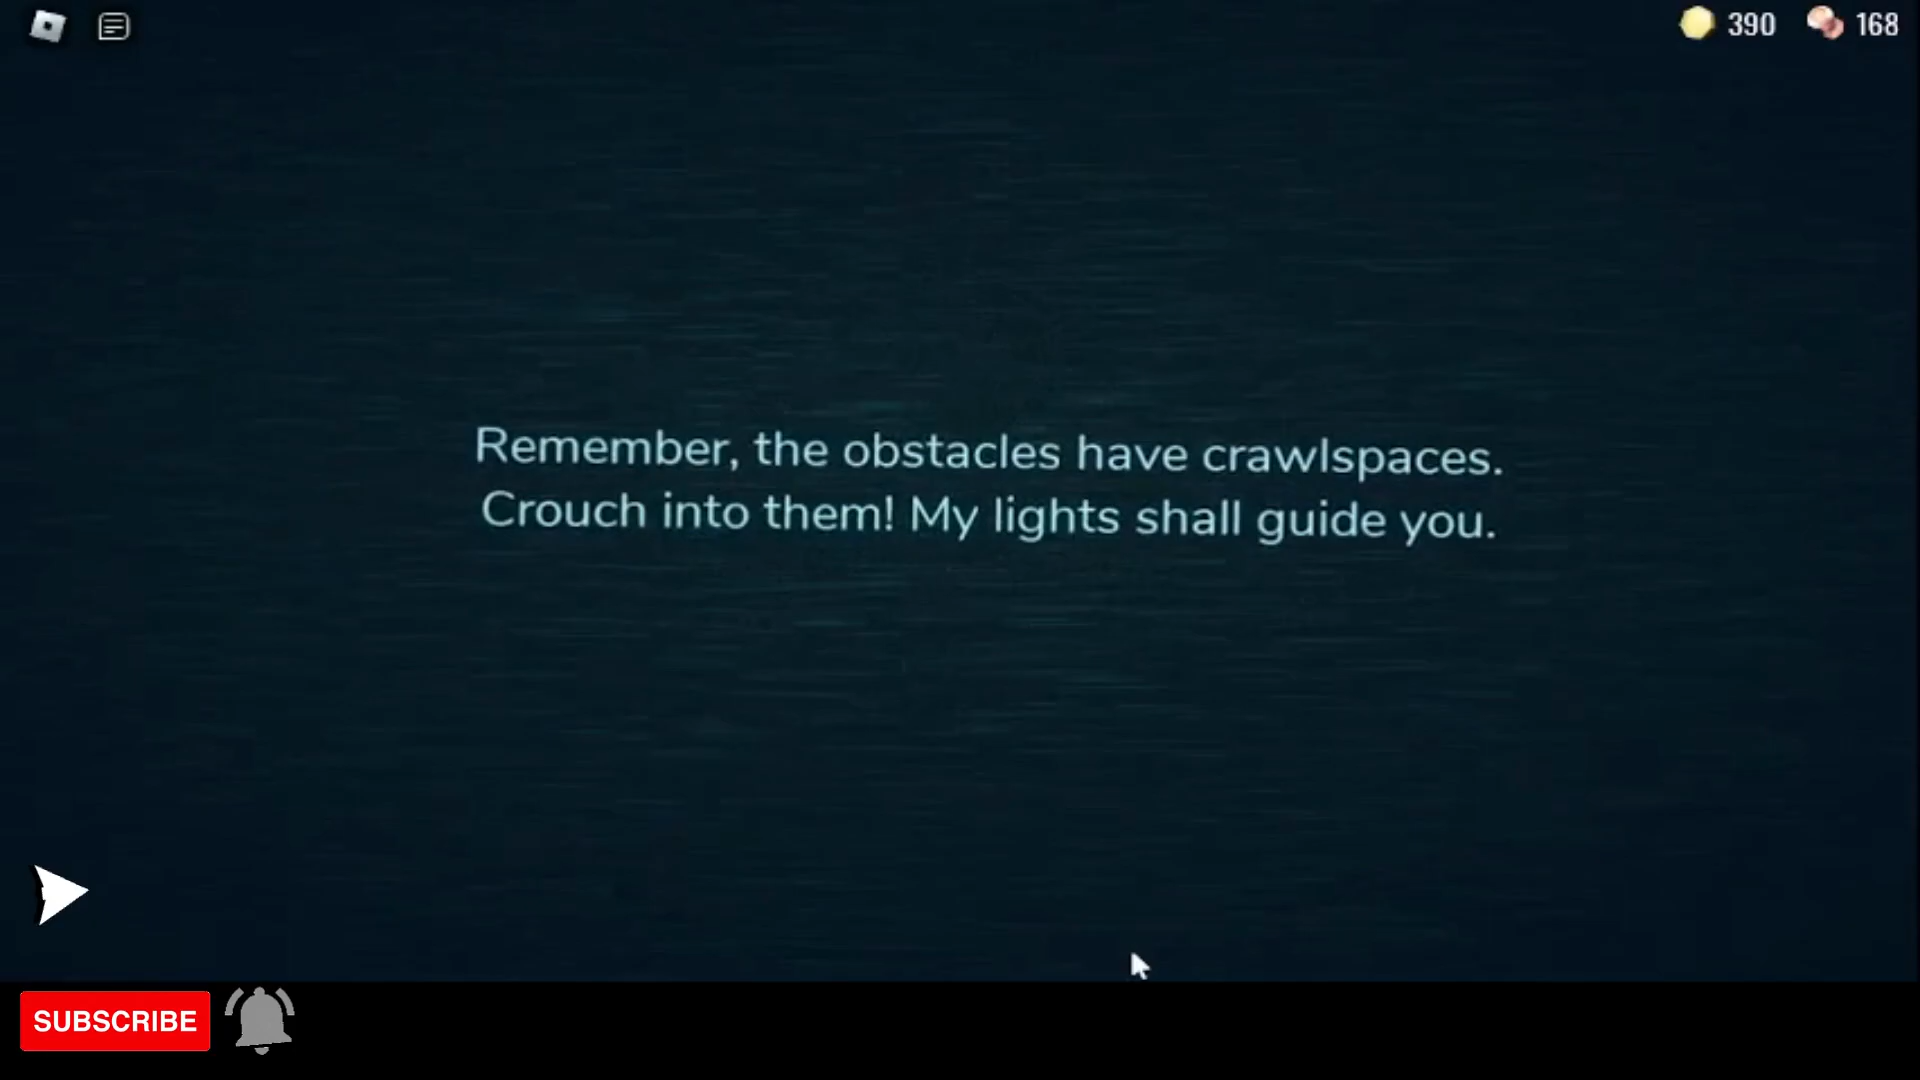 390 168
Remember, the obstacles have crawlspaces.
Crouch into them! My lights shall guide you.
SUBSCRIBE